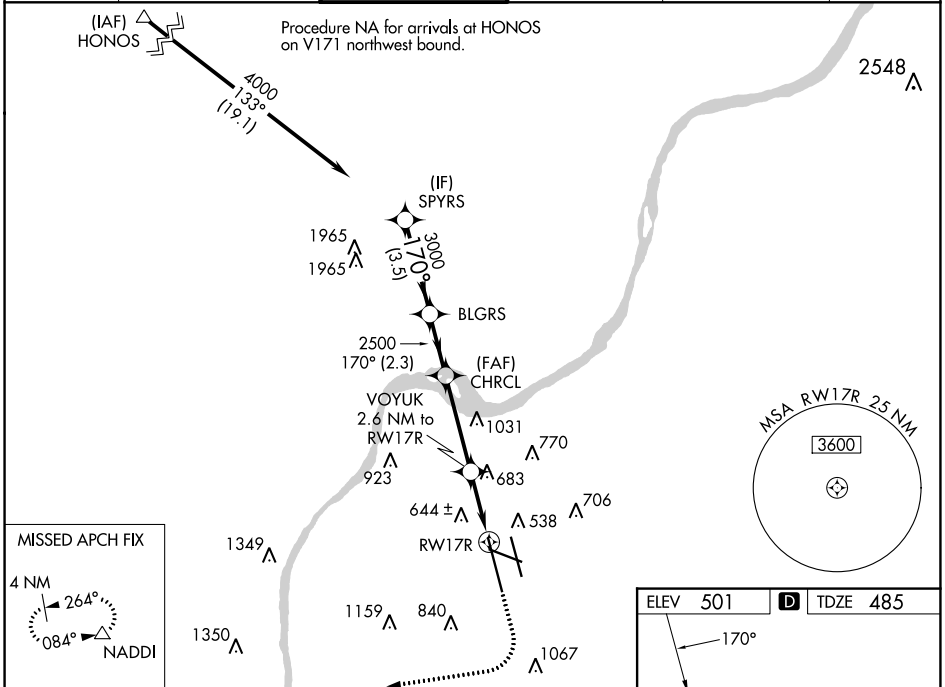 (IAF)
HONOS
Procedure NA for arrivals at HONOS
on V171 northwest bound.
4000
133°
(19.1)
2548
(IF)
SPYRS
1965
1965
3000
170°
(3.5)
BLGRS
2500
170° (2.3)
(FAF)
CHRCL
VOYUK
2.6 NM to
RW17R
1031
770
923
683
644 ±
538
706
RW17R
MSA RW17R 25 NM
3600
MISSED APCH FIX
4 NM
264°
084°
NADDI
1349
1350
1159
840
1067
ELEV 501
D
TDZE 485
170°